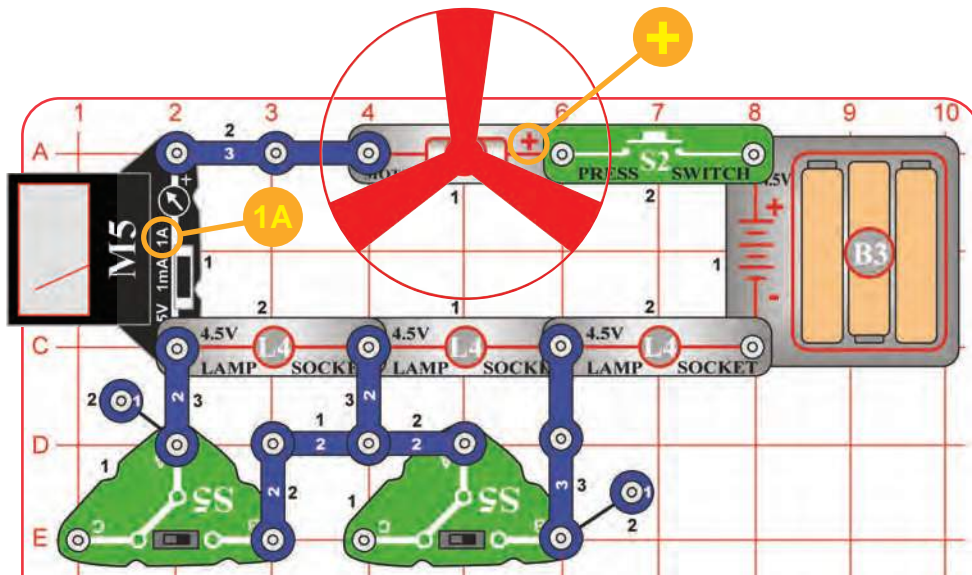 +
1 2 3 4 5 6 7 8 9 10
A
2
3
+
MOTOR
1
PRESS S2 SWITCH
2
4.5V
+
-
B3
1
M5
+
1A
1mA
5V
1
1A
C
4.5V
L4
LAMP SOCKET
2
4.5V
L4
LAMP SOCKET
1
4.5V
L4
LAMP SOCKET
2
2
3
3
2
2
1
D
1
2
2
2
3
3
1
2
1
A
S5
C
B
2
2
1
A
S5
C
B
E